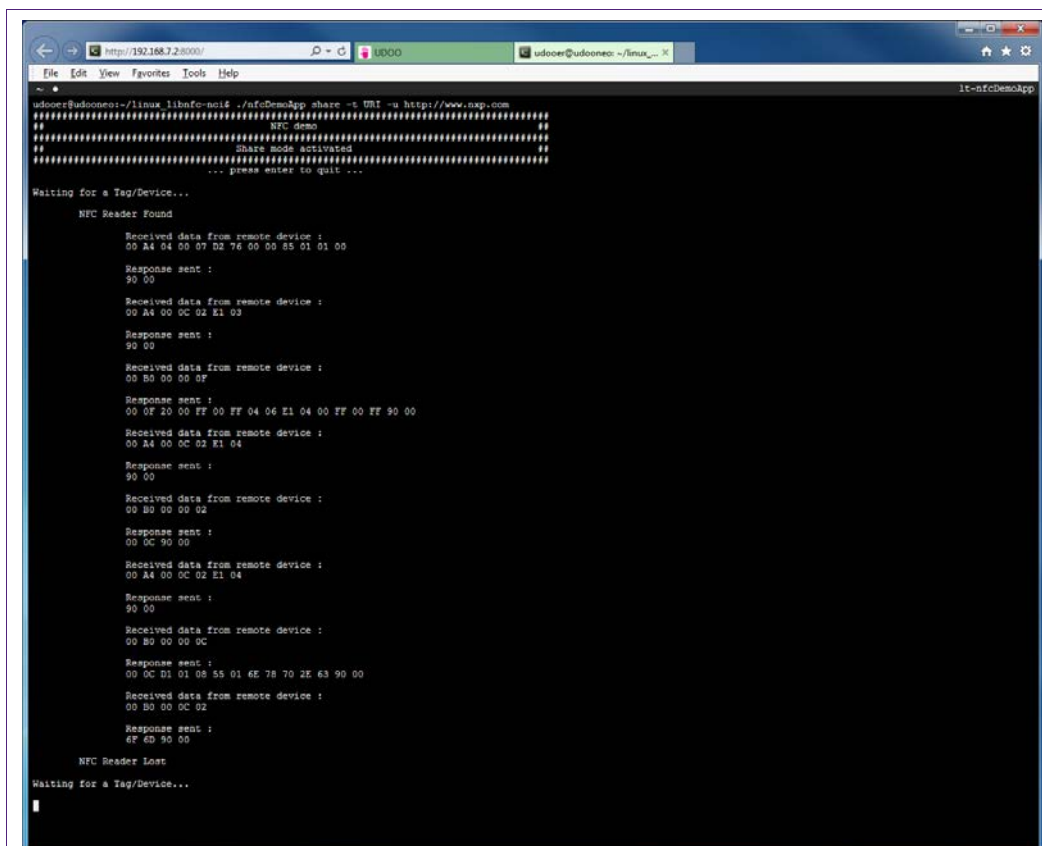 http://192.168.7.2:8000/
UDOO
udooer@udooneo: ~/linux_...
File Edit View Favorites Tools Help
lt-nfcDemoApp
udooer@udooneo:~/linux_libnfc-nci$ ./nfcDemoApp share -t URI -u http://www.nxp.com
#########################################################################################
## NFC demo ##
#########################################################################################
## Share mode activated ##
#########################################################################################
... press enter to quit ...
Waiting for a Tag/Device...
NFC Reader Found
Received data from remote device :
00 A4 04 00 07 D2 76 00 00 85 01 01 00
Response sent :
90 00
Received data from remote device :
00 A4 00 0C 02 E1 03
Response sent :
90 00
Received data from remote device :
00 B0 00 00 0F
Response sent :
00 0F 20 00 FF 00 FF 04 06 E1 04 00 FF 00 FF 90 00
Received data from remote device :
00 A4 00 0C 02 E1 04
Response sent :
90 00
Received data from remote device :
00 B0 00 00 02
Response sent :
00 0C 90 00
Received data from remote device :
00 A4 00 0C 02 E1 04
Response sent :
90 00
Received data from remote device :
00 B0 00 00 0C
Response sent :
00 0C D1 01 08 55 01 6E 78 70 2E 63 90 00
Received data from remote device :
00 B0 00 0C 02
Response sent :
6F 6D 90 00
NFC Reader Lost
Waiting for a Tag/Device...